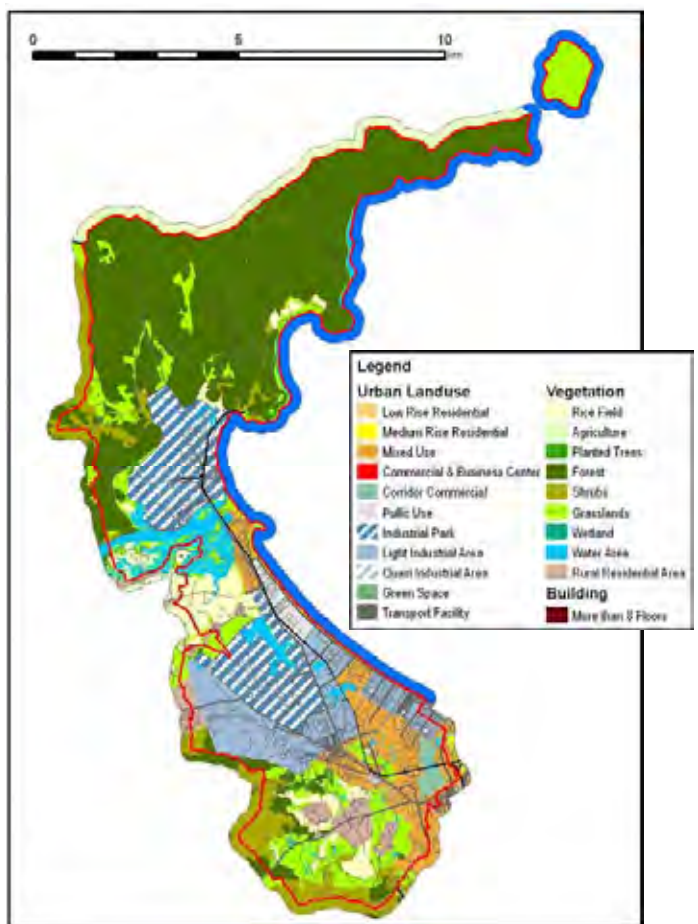 0 5 10
km
Legend
Urban Landuse
Low Rise Residential
Medium Rise Residential
Mixed Use
Commercial & Business Center
Corridor Commercial
Pullic Use
Industrial Park
Light Industrial Area
Quasi Industrial Area
Green Space
Transport Facility
Vegetation
Rice Field
Agriculture
Planted Trees
Forest
Shrubs
Grasslands
Wetland
Water Area
Rural Residential Area
Building
More than 8 Floors